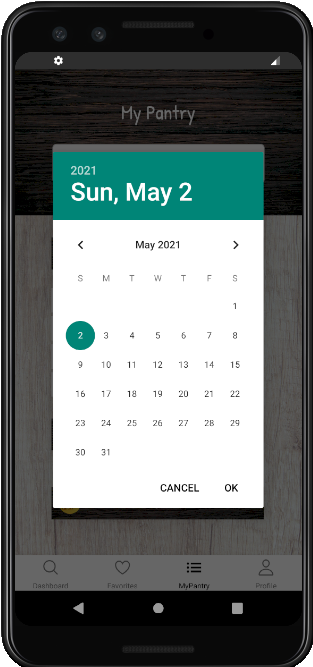 My Pantry
2021
Sun, May 2
May 2021
S M T W T F S
1
2 3 4 5 6 7 8
9 10 11 12 13 14 15
16 17 18 19 20 21 22
23 24 25 26 27 28 29
30 31
CANCEL OK
Dashboard Favorites MyPantry Profile